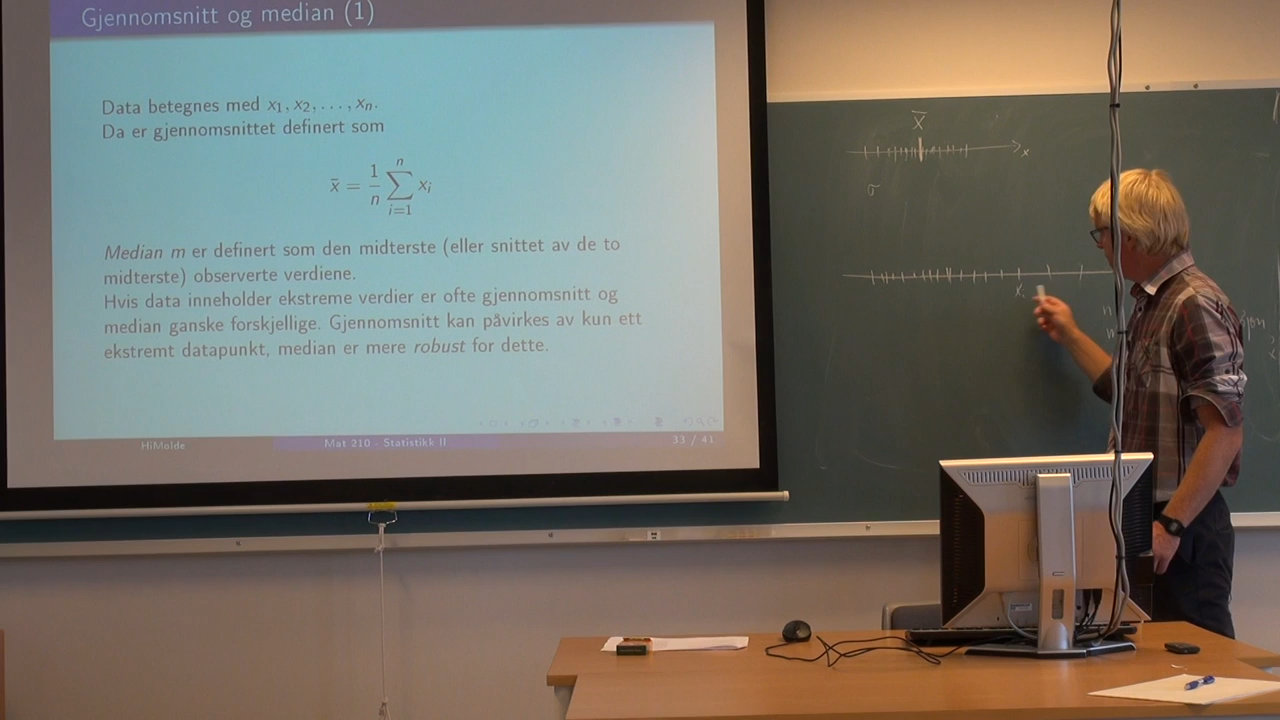 Gjennomsnitt og median (1)
Data betegnes med x₁, x₂, . . . , xₙ.
Da er gjennomsnittet definert som
x̄ = 1/n ∑ᵢ₌₁ⁿ xᵢ
Median m er definert som den midterste (eller snittet av de to
midterste) observerte verdiene.
Hvis data inneholder ekstreme verdier er ofte gjennomsnitt og
median ganske forskjellige. Gjennomsnitt kan påvirkes av kun ett
ekstremt datapunkt, median er mere robust for dette.
HiMolde
Mat 210 - Statistikk II
33 / 41
X̄
x
σ